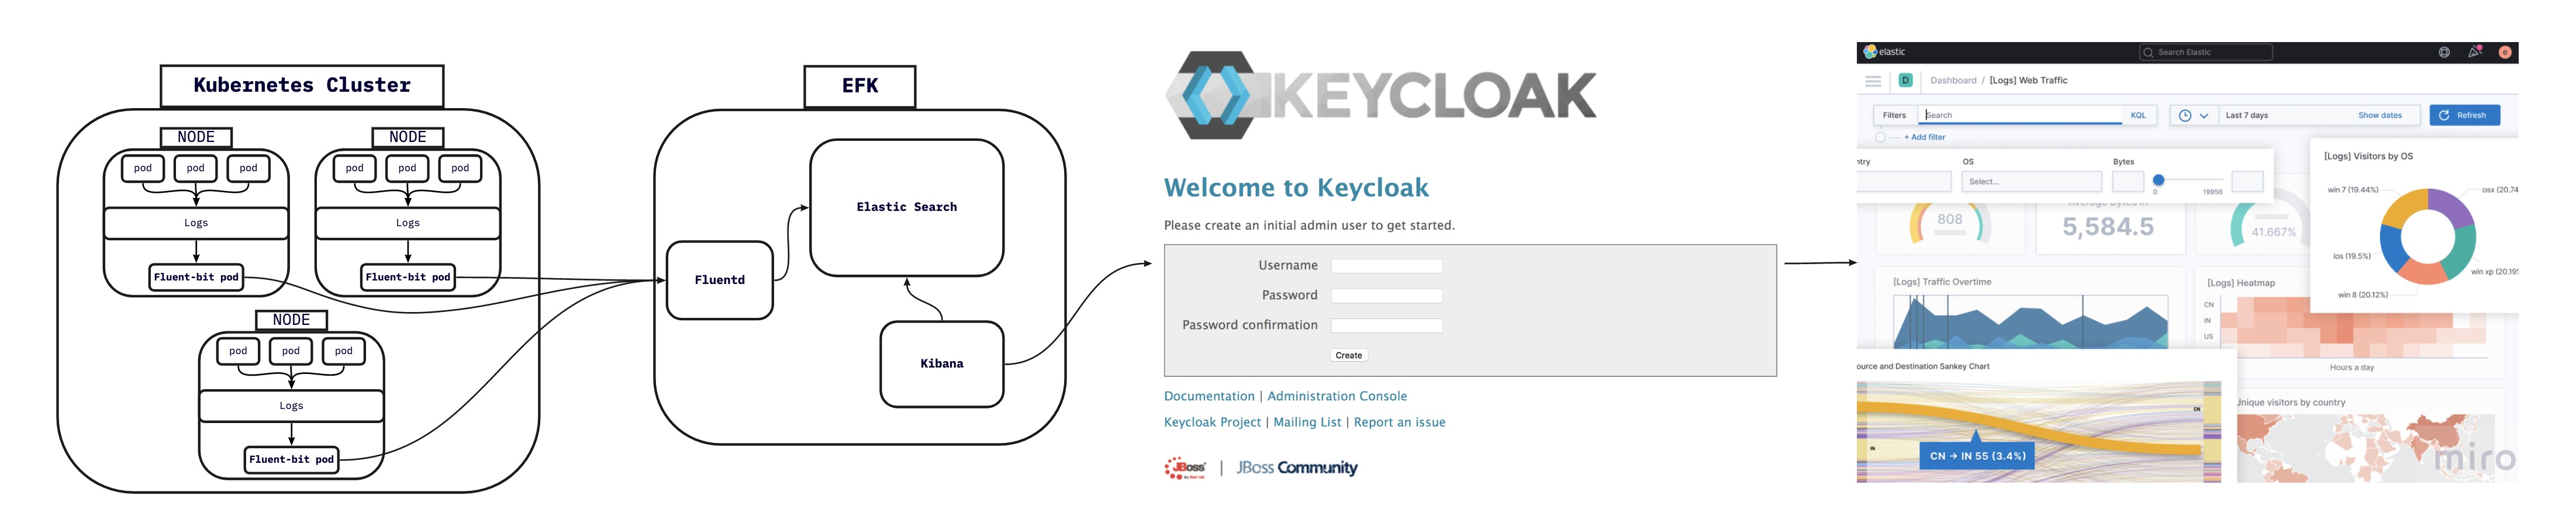 Kubernetes Cluster
NODE
pod pod pod
Logs
Fluent-bit pod
NODE
pod pod pod
Logs
Fluent-bit pod
NODE
pod pod pod
Logs
Fluent-bit pod
EFK
Elastic Search
Fluentd
Kibana
KEYCLOAK
Welcome to Keycloak
Please create an initial admin user to get started.
Username
Password
Password confirmation
Create
Documentation | Administration Console
Keycloak Project | Mailing List | Report an issue
JBoss | JBoss Community
elastic
Search Elastic
e
D Dashboard / [Logs] Web Traffic
Filters Search KQL Last 7 days Show dates Refresh
+ Add filter
ntry OS Bytes
Select...
0 19956
808
5,584.5
41.667%
[Logs] Visitors by OS
win 7 (19.44%)
osx (20.74
ios (19.5%)
win xp (20.19%
win 8 (20.12%)
[Logs] Traffic Overtime
[Logs] Heatmap
CN
IN
US
Hours a day
ource and Destination Sankey Chart
CN
IN
CN → IN 55 (3.4%)
Unique visitors by country
miro